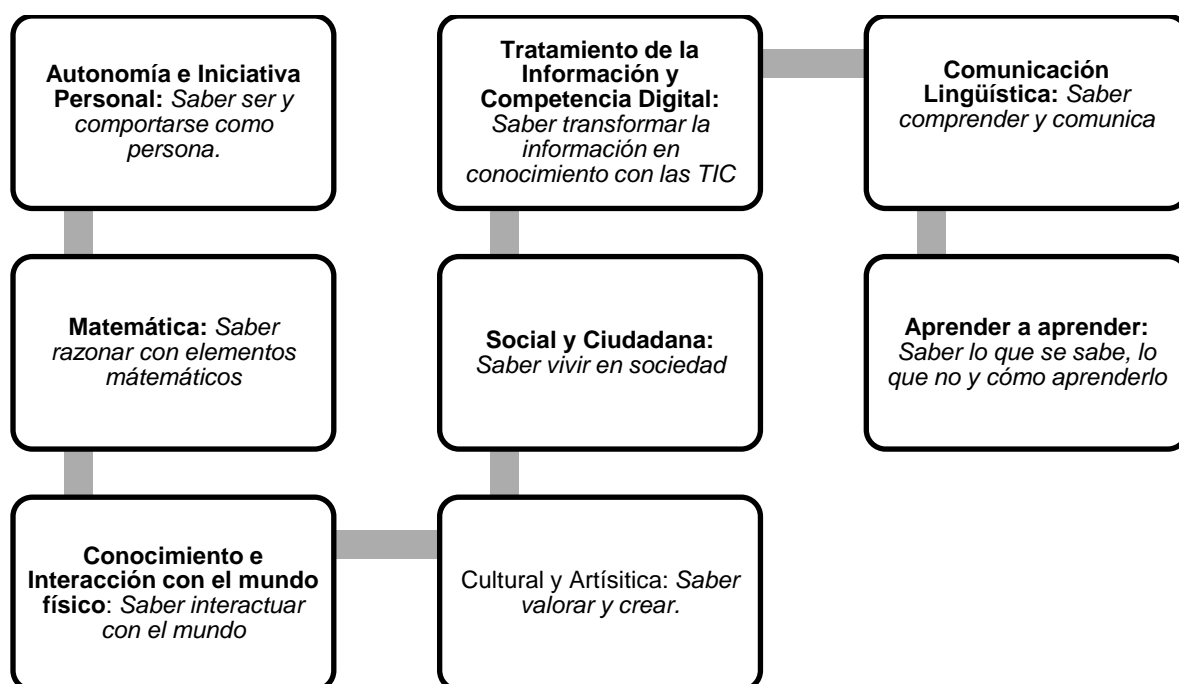 Autonomía e Iniciativa
Personal: Saber ser y
comportarse como
persona.
Matemática: Saber
razonar con elementos
mátemáticos
Conocimiento e
Interacción con el mundo
físico: Saber interactuar
con el mundo
Cultural y Artísitica: Saber
valorar y crear.
Social y Ciudadana:
Saber vivir en sociedad
Tratamiento de la
Información y
Competencia Digital:
Saber transformar la
información en
conocimiento con las TIC
Comunicación
Lingüística: Saber
comprender y comunica
Aprender a aprender:
Saber lo que se sabe, lo
que no y cómo aprenderlo